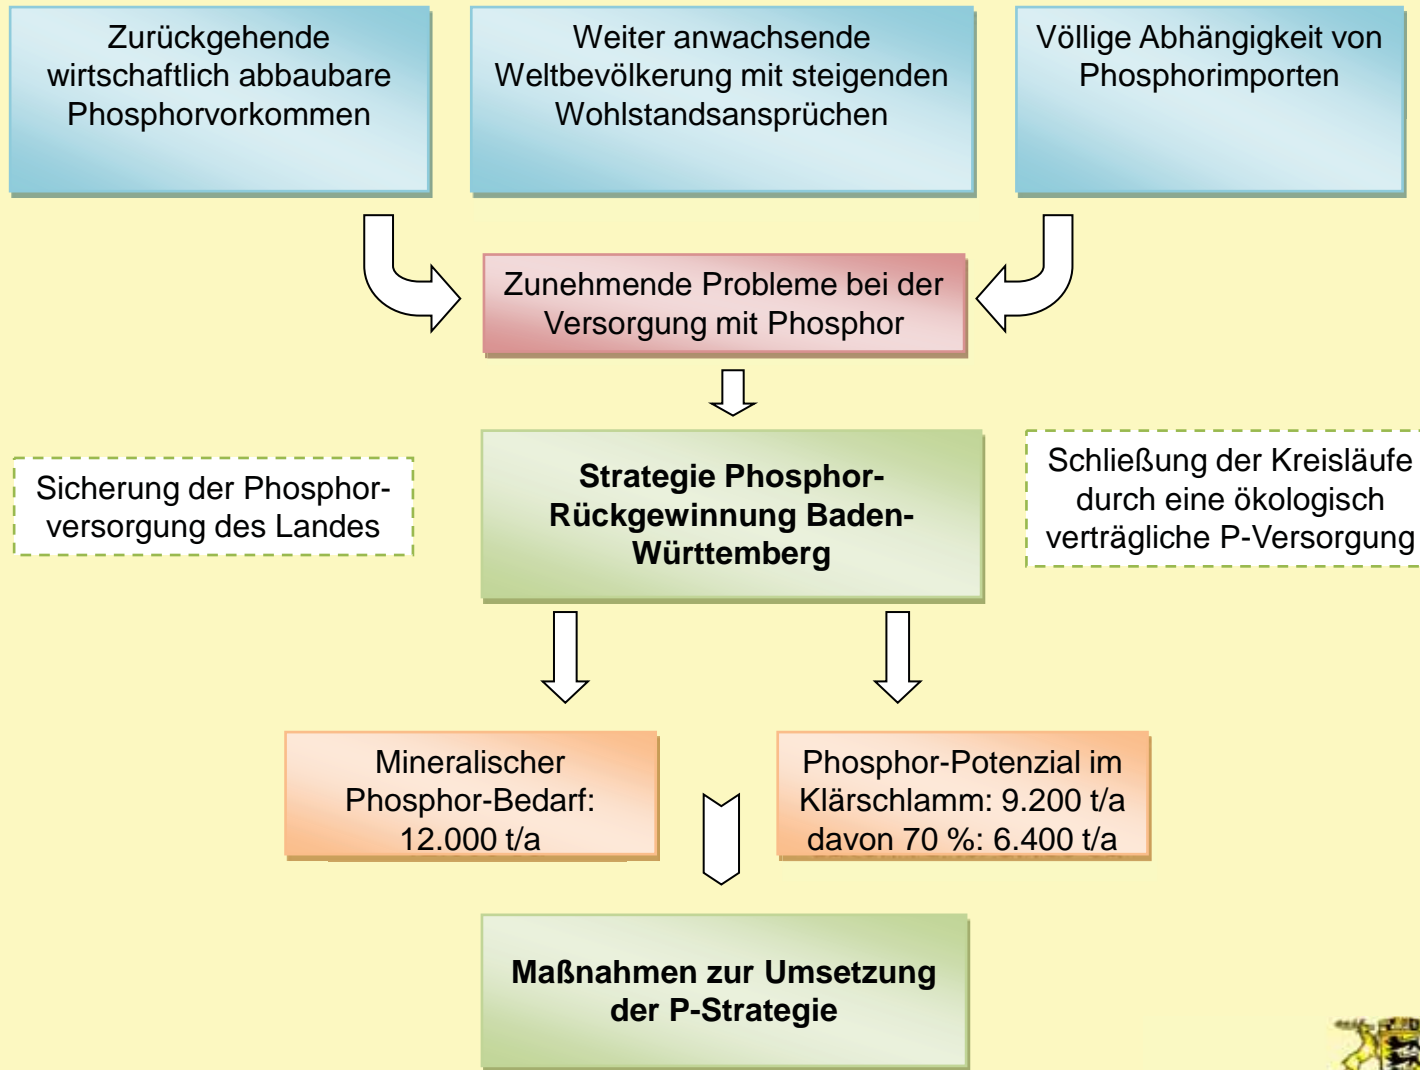 Zurückgehende
wirtschaftlich abbaubare
Phosphorvorkommen
Weiter anwachsende
Weltbevölkerung mit steigenden
Wohlstandsansprüchen
Völlige Abhängigkeit von
Phosphorimporten
Zunehmende Probleme bei der
Versorgung mit Phosphor
Sicherung der Phosphor-
versorgung des Landes
Strategie Phosphor-
Rückgewinnung Baden-
Württemberg
Schließung der Kreisläufe
durch eine ökologisch
verträgliche P-Versorgung
Mineralischer
Phosphor-Bedarf:
12.000 t/a
Phosphor-Potenzial im
Klärschlamm: 9.200 t/a
davon 70 %: 6.400 t/a
Maßnahmen zur Umsetzung
der P-Strategie